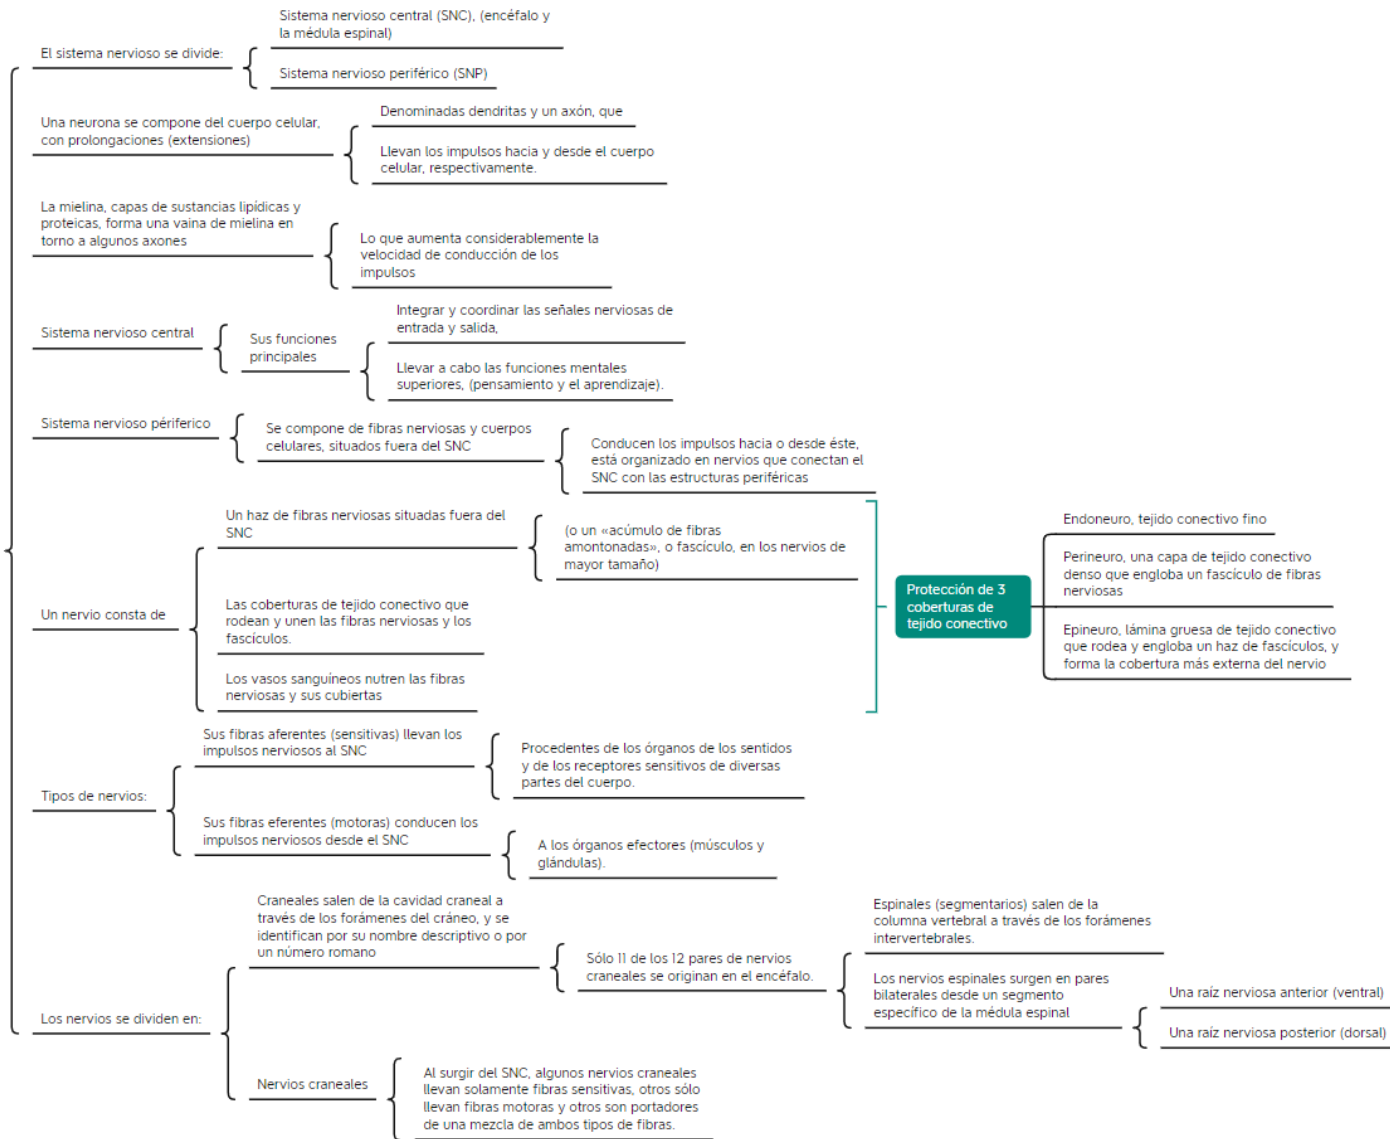 Sistema nervioso central (SNC), (encéfalo y
la médula espinal)
El sistema nervioso se divide:
Sistema nervioso periférico (SNP)
Una neurona se compone del cuerpo celular,
con prolongaciones (extensiones)
Denominadas dendritas y un axón, que
Llevan los impulsos hacia y desde el cuerpo
celular, respectivamente.
La mielina, capas de sustancias lipídicas y
proteicas, forma una vaina de mielina en
torno a algunos axones
Lo que aumenta considerablemente la
velocidad de conducción de los
impulsos
Sistema nervioso central
Sus funciones
principales
Integrar y coordinar las señales nerviosas de
entrada y salida,
Llevar a cabo las funciones mentales
superiores, (pensamiento y el aprendizaje).
Sistema nervioso périferico
Se compone de fibras nerviosas y cuerpos
celulares, situados fuera del SNC
Conducen los impulsos hacia o desde éste,
está organizado en nervios que conectan el
SNC con las estructuras periféricas
Un nervio consta de
Un haz de fibras nerviosas situadas fuera del
SNC
(o un «acúmulo de fibras
amontonadas», o fascículo, en los nervios de
mayor tamaño)
Las coberturas de tejido conectivo que
rodean y unen las fibras nerviosas y los
fascículos.
Los vasos sanguíneos nutren las fibras
nerviosas y sus cubiertas
Protección de 3
coberturas de
tejido conectivo
Endoneuro, tejido conectivo fino
Perineuro, una capa de tejido conectivo
denso que engloba un fascículo de fibras
nerviosas
Epineuro, lámina gruesa de tejido conectivo
que rodea y engloba un haz de fascículos, y
forma la cobertura más externa del nervio
Tipos de nervios:
Sus fibras aferentes (sensitivas) llevan los
impulsos nerviosos al SNC
Procedentes de los órganos de los sentidos
y de los receptores sensitivos de diversas
partes del cuerpo.
Sus fibras eferentes (motoras) conducen los
impulsos nerviosos desde el SNC
A los órganos efectores (músculos y
glándulas).
Los nervios se dividen en:
Craneales salen de la cavidad craneal a
través de los forámenes del cráneo, y se
identifican por su nombre descriptivo o por
un número romano
Sólo 11 de los 12 pares de nervios
craneales se originan en el encéfalo.
Espinales (segmentarios) salen de la
columna vertebral a través de los forámenes
intervertebrales.
Los nervios espinales surgen en pares
bilaterales desde un segmento
específico de la médula espinal
Una raíz nerviosa anterior (ventral)
Una raíz nerviosa posterior (dorsal)
Nervios craneales
Al surgir del SNC, algunos nervios craneales
llevan solamente fibras sensitivas, otros sólo
llevan fibras motoras y otros son portadores
de una mezcla de ambos tipos de fibras.